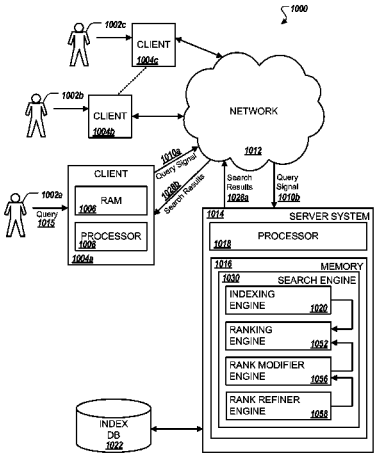 1002c
1000
CLIENT
1004c
1002b
CLIENT
1004b
NETWORK
1012
1010a
Query Signal
1028b
Search Results
Search
Results
1028a
Query
Signal
1010b
1002a
Query
1015
CLIENT
RAM
1006
PROCESSOR
1008
1004a
1014
SERVER SYSTEM
PROCESSOR
1018
1016
MEMORY
1030
SEARCH ENGINE
INDEXING
ENGINE
1020
RANKING
ENGINE
1052
RANK MODIFIER
ENGINE
1056
RANK REFINER
ENGINE
1058
INDEX
DB
1022